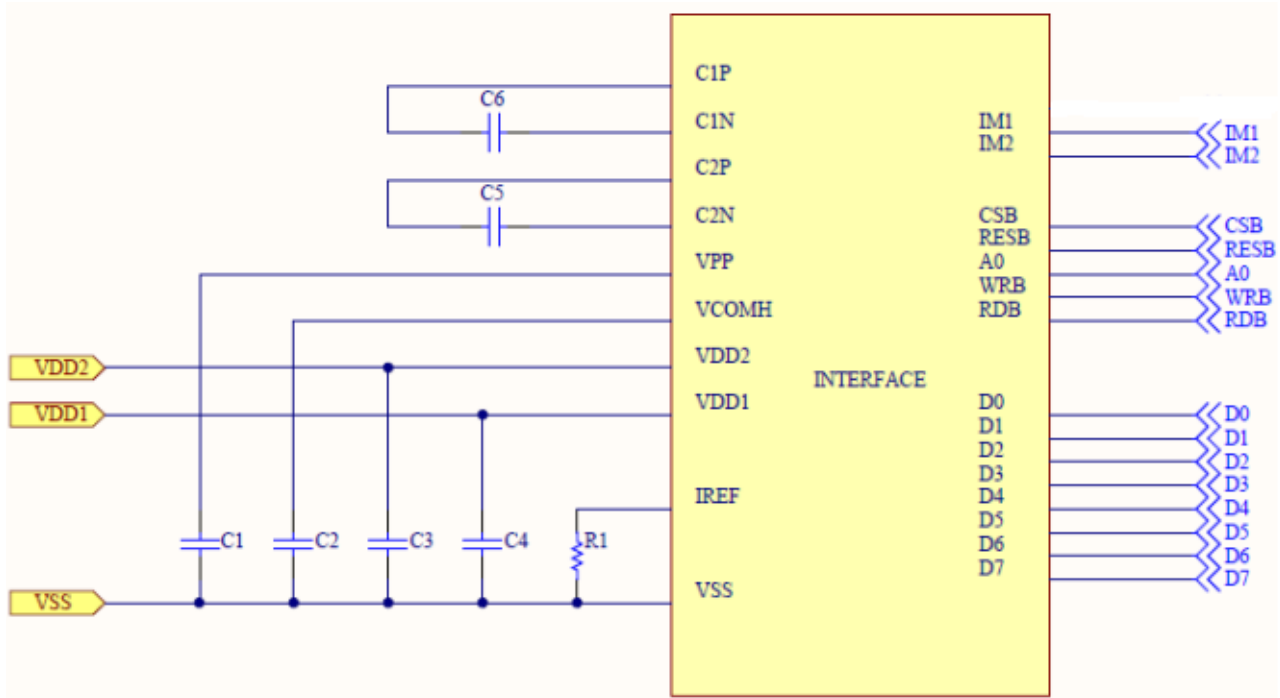 C1P
C6
C1N
IM1
IM1
IM2
IM2
C2P
C5
C2N
CSB
CSB
RESB
RESB
VPP
A0
A0
WRB
WRB
VCOMH
RDB
RDB
VDD2
VDD2
INTERFACE
VDD1
VDD1
D0
D0
D1
D1
D2
D2
D3
D3
IREF
D4
D4
D5
D5
C1
C2
C3
C4
R1
D6
D6
D7
D7
VSS
VSS